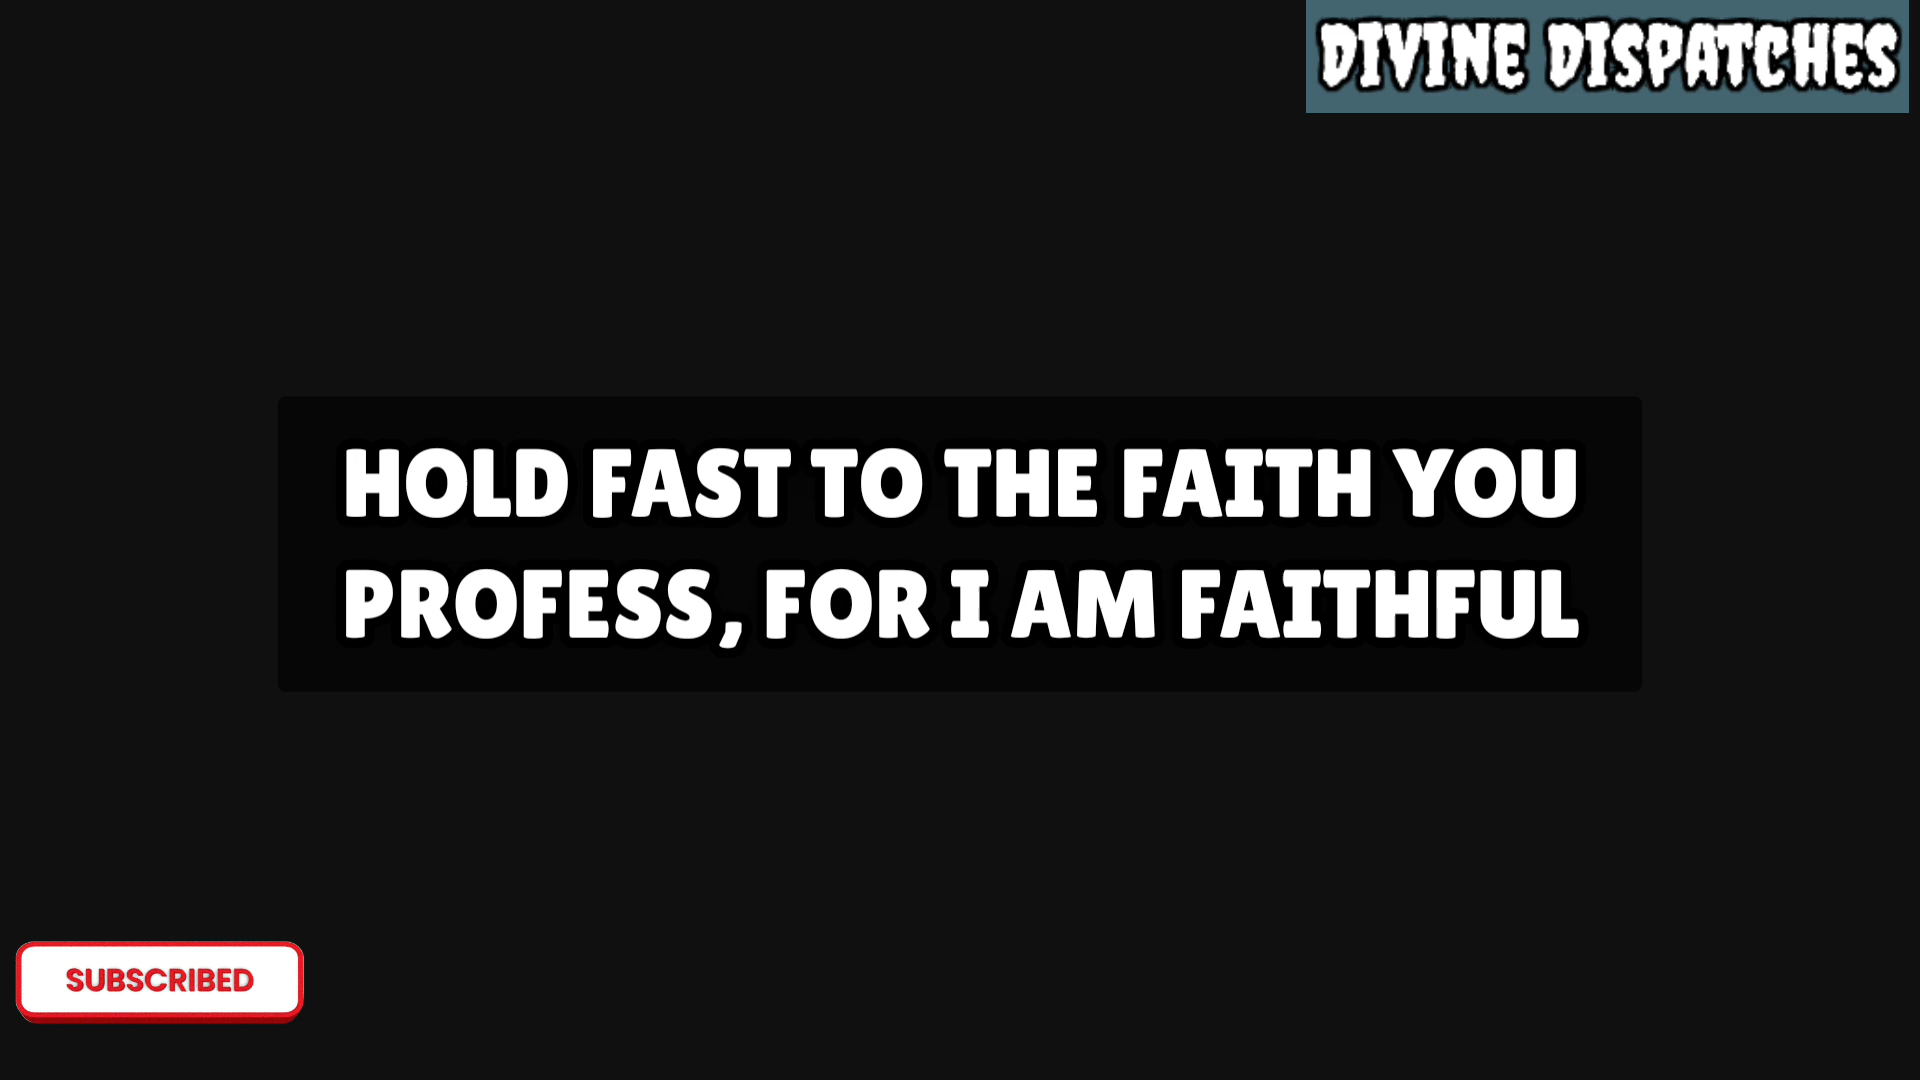 DIVINE DISPATCHES
HOLD FAST TO THE FAITH YOU
PROFESS, FOR I AM FAITHFUL
SUBSCRIBED